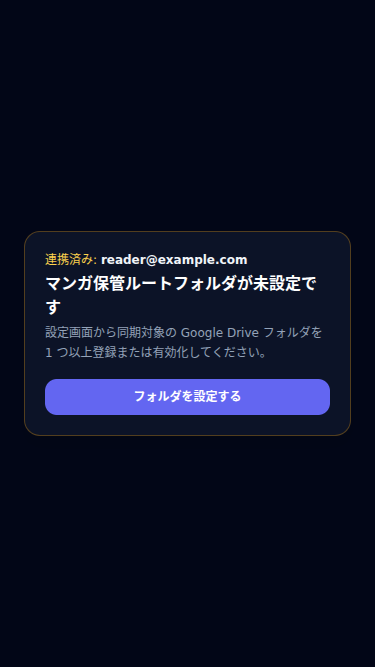 連携済み: reader@example.com
マンガ保管ルートフォルダが未設定で
す
設定画面から同期対象の Google Drive フォルダを
1 つ以上登録または有効化してください。
フォルダを設定する